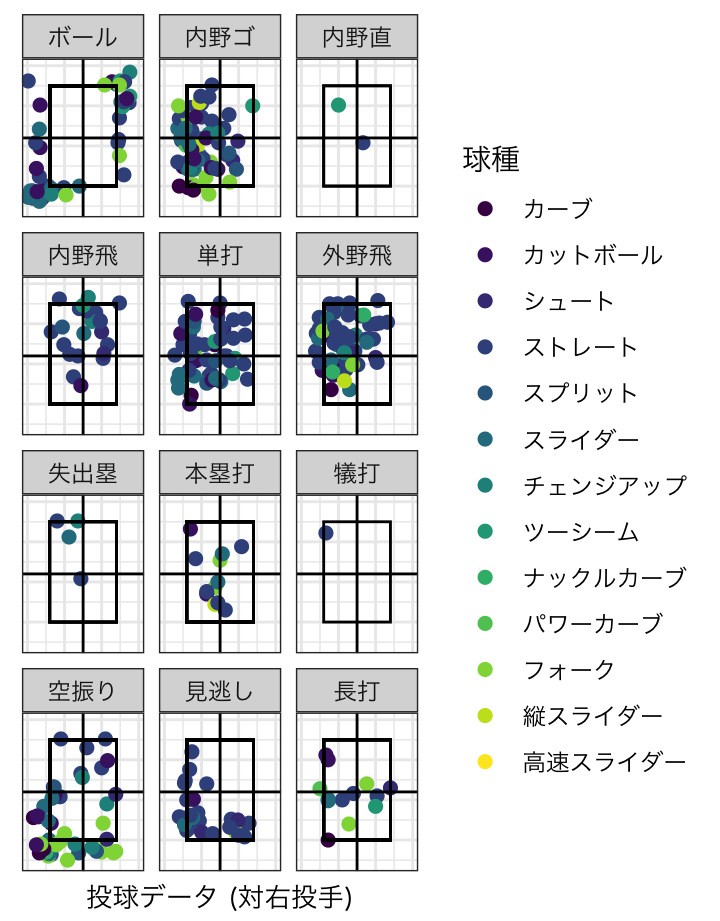 ボール
内野ゴ
内野直
内野飛
単打
外野飛
失出塁
本塁打
犠打
空振り
見逃し
長打
投球データ (対右投手)
球種
カーブ
カットボール
シュート
ストレート
スプリット
スライダー
チェンジアップ
ツーシーム
ナックルカーブ
パワーカーブ
フォーク
縦スライダー
高速スライダー